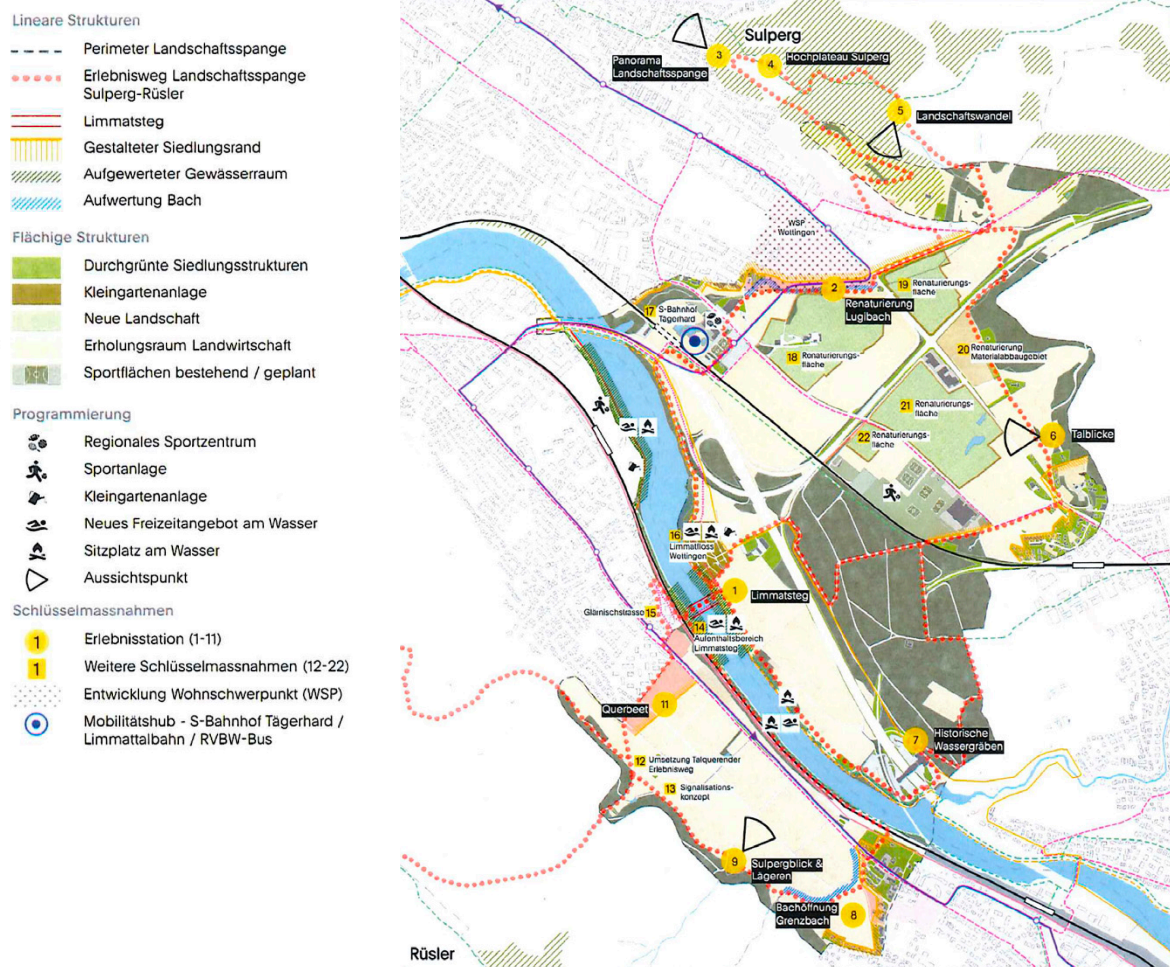 Lineare Strukturen
Perimeter Landschaftsspange
Erlebnisweg Landschaftsspange
Sulperg-Rüsler
Limmatsteg
Gestalteter Siedlungsrand
Aufgewerteter Gewässerraum
Aufwertung Bach
Flächige Strukturen
Durchgrünte Siedlungsstrukturen
Kleingartenanlage
Neue Landschaft
Erholungsraum Landwirtschaft
Sportflächen bestehend / geplant
Programmierung
Regionales Sportzentrum
Sportanlage
Kleingartenanlage
Neues Freizeitangebot am Wasser
Sitzplatz am Wasser
Aussichtspunkt
Schlüsselmassnahmen
1 Erlebnisstation (1-11)
1 Weitere Schlüsselmassnahmen (12-22)
Entwicklung Wohnschwerpunkt (WSP)
Mobilitätshub - S-Bahnhof Tägerhard /
Limmattalbahn / RVBW-Bus
Sulperg
3
Panorama
Landschaftsspange
4
Hochplateau Sulperg
5
Landschaftswandel
WSP
Wettingen
2
Renaturierung
Lugibach
19 Renaturierungs-
fläche
17
S-Bahnhof
Tägerhard
18 Renaturierungs-
fläche
20 Renaturierung
Materialabbaugebiet
21 Renaturierungs-
fläche
22 Renaturierungs-
fläche
6
Talblicke
16
Limmatfloss
Wettingen
1
Limmatsteg
Glärnischstrasse 15
14
Aufenthaltsbereich
Limmatsteg
Querbeet
11
7
Historische
Wassergräben
12 Umsetzung Talquerender
Erlebnisweg
13 Signalisations-
konzept
9
Sulpergblick &
Lägeren
Bachöffnung
Grenzbach
8
Rüsler